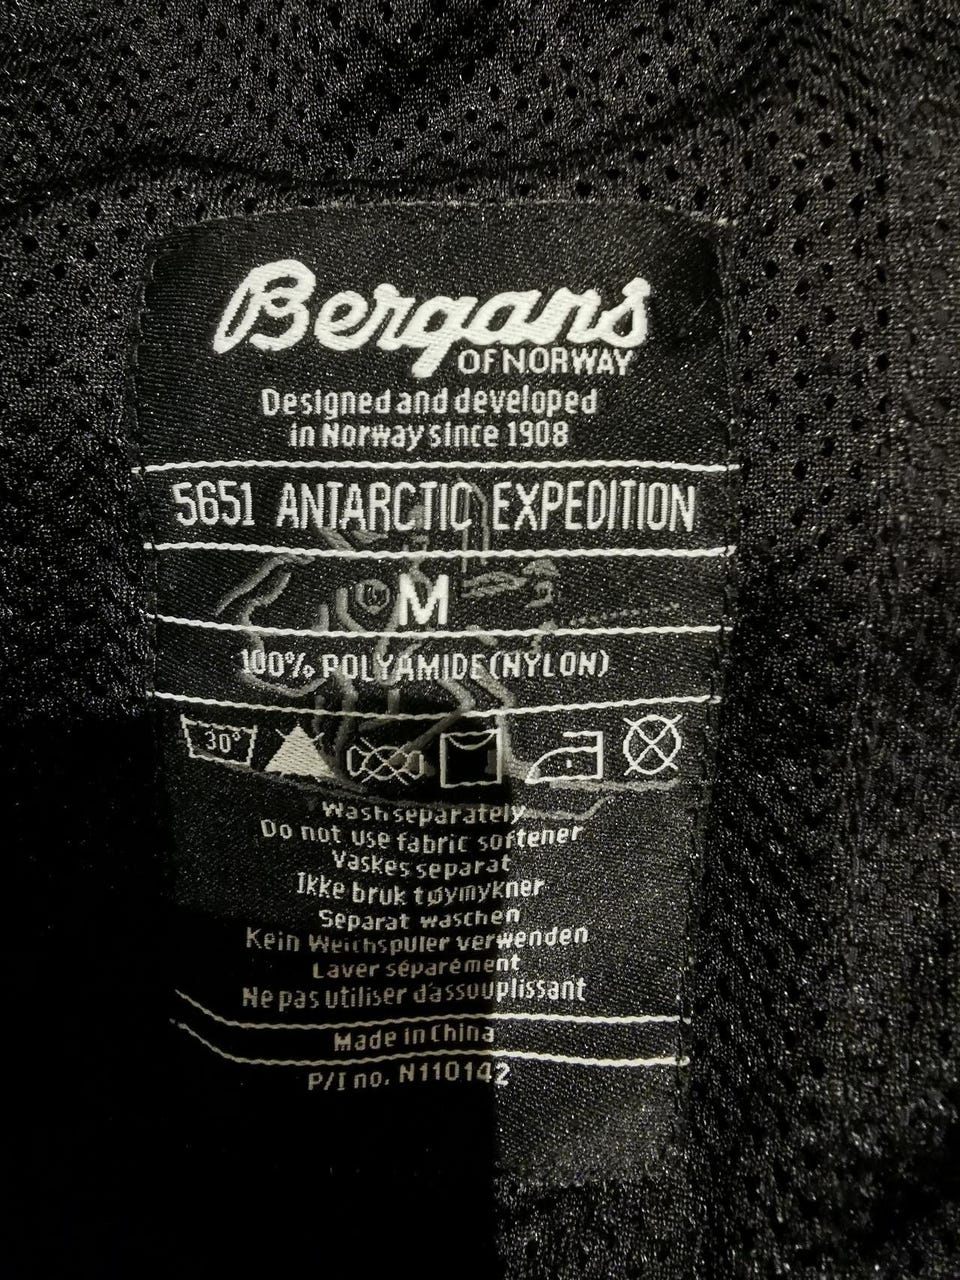 Bergans
OF NORWAY
Designed and developed
in Norway since 1908
5651 ANTARCTIC EXPEDITION
M
100% POLYAMIDE (NYLON)
30°
Wash separately
Do not use fabric softener
Vaskes separat
Ikke bruk tøymykner
Separat waschen
Kein Weichspüler verwenden
Laver séparément
Ne pas utiliser d'assouplissant
Made in China
P/I no. N110142